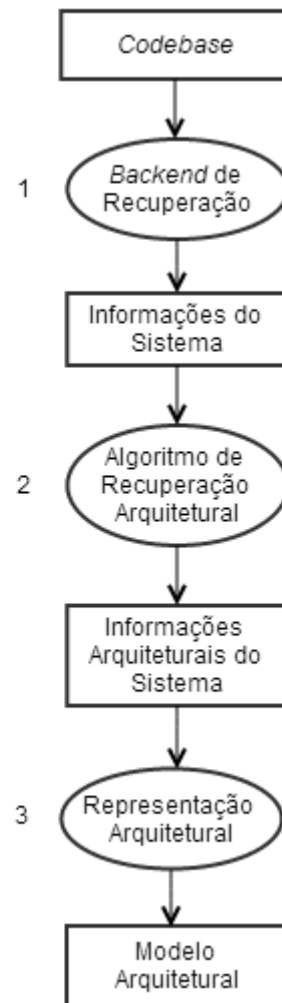 Codebase
1
Backend de
Recuperação
Informações do
Sistema
2
Algoritmo de
Recuperação
Arquitetural
Informações
Arquiteturais do
Sistema
3
Representação
Arquitetural
Modelo
Arquitetural